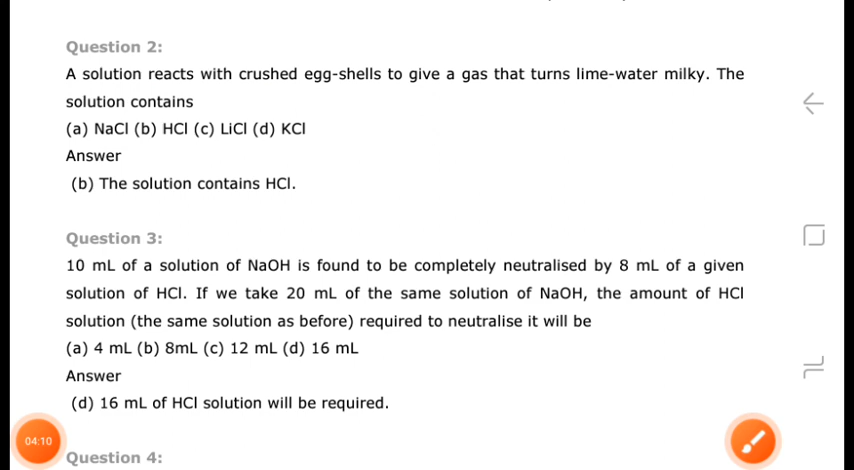 Question 2:
A solution reacts with crushed egg-shells to give a gas that turns lime-water milky. The
solution contains
(a) NaCl (b) HCl (c) LiCl (d) KCl
Answer
(b) The solution contains HCl.
Question 3:
10 mL of a solution of NaOH is found to be completely neutralised by 8 mL of a given
solution of HCl. If we take 20 mL of the same solution of NaOH, the amount of HCl
solution (the same solution as before) required to neutralise it will be
(a) 4 mL (b) 8mL (c) 12 mL (d) 16 mL
Answer
(d) 16 mL of HCl solution will be required.
04:10
Question 4: